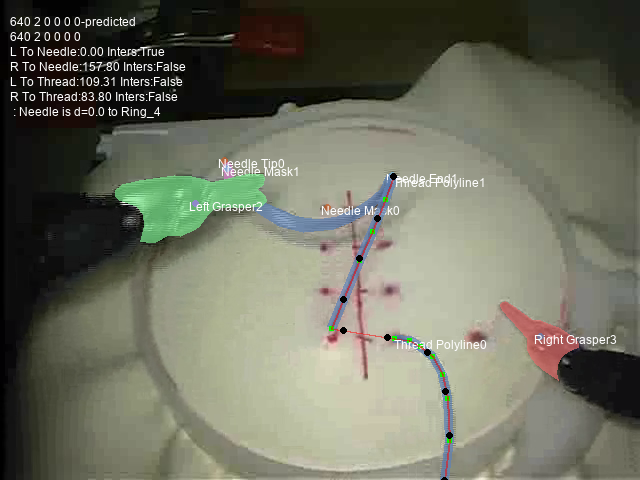 640 2 0 0 0 0-predicted
640 2 0 0 0 0
L To Needle:0.00 Inters:True
R To Needle:157.80 Inters:False
L To Thread:109.31 Inters:False
R To Thread:83.80 Inters:False
: Needle is d=0.0 to Ring_4
Needle Tip0
Needle Mask1
Needle End1
Thread Polyline1
Left Grasper2
Needle Mask0
Thread Polyline0
Right Grasper3